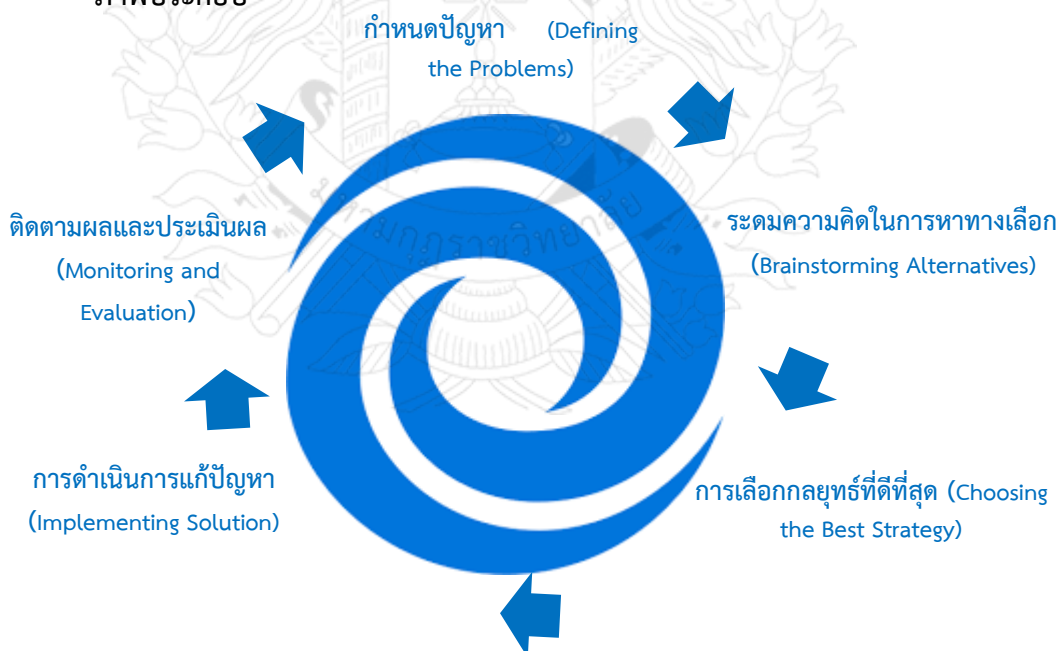 กำหนดปัญหา (Defining
the Problems)
ติดตามผลและประเมินผล
(Monitoring and
Evaluation)
ระดมความคิดในการหาทางเลือก
(Brainstorming Alternatives)
การดำเนินการแก้ปัญหา
(Implementing Solution)
การเลือกกลยุทธ์ที่ดีที่สุด (Choosing
the Best Strategy)